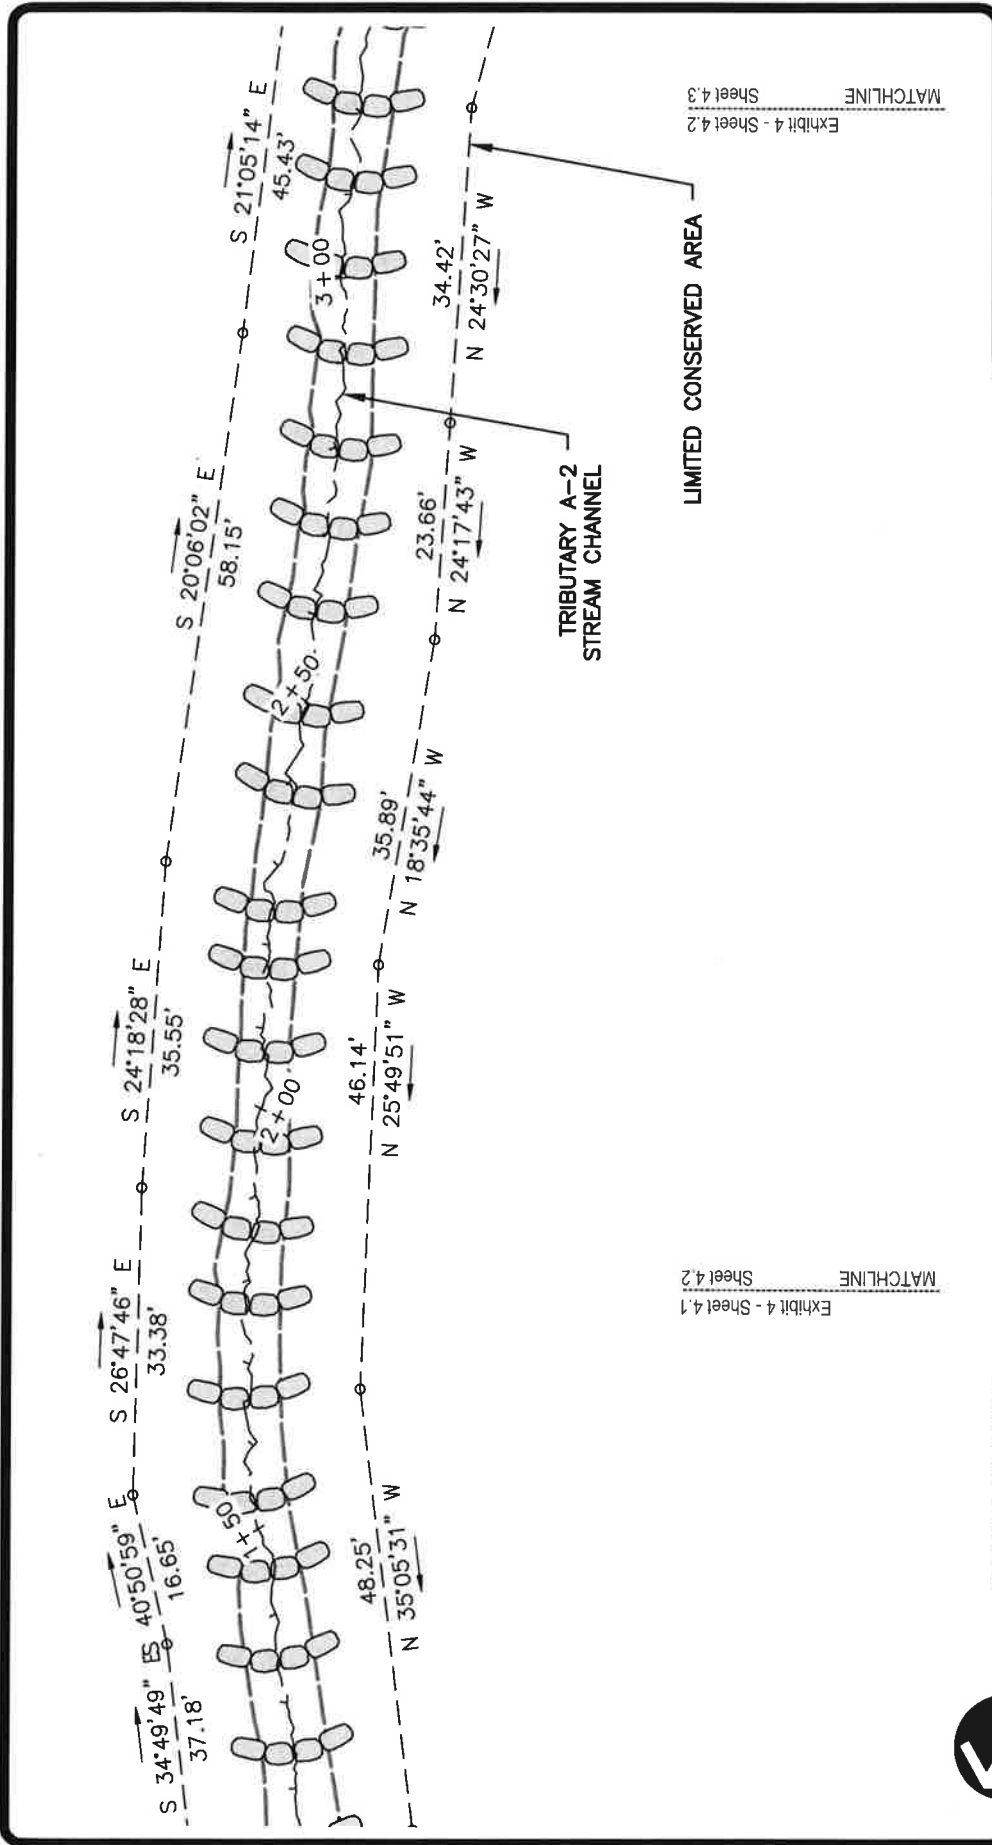 S 34°49'49" E
37.18'
S 40°50'59" E
16.65'
S 26°47'46" E
33.38'
S 24°18'28" E
35.55'
S 20°06'02" E
58.15'
S 21°05'14" E
45.43'
1+50
2+00
2+50
3+00
48.25'
N 35°05'31" W
46.14'
N 25°49'51" W
35.89'
N 18°35'44" W
23.66'
N 24°17'43" W
34.42'
N 24°30'27" W
TRIBUTARY A-2
STREAM CHANNEL
LIMITED CONSERVED AREA
Exhibit 4 - Sheet 4.1
MATCHLINE Sheet 4.2
Exhibit 4 - Sheet 4.2
MATCHLINE Sheet 4.3